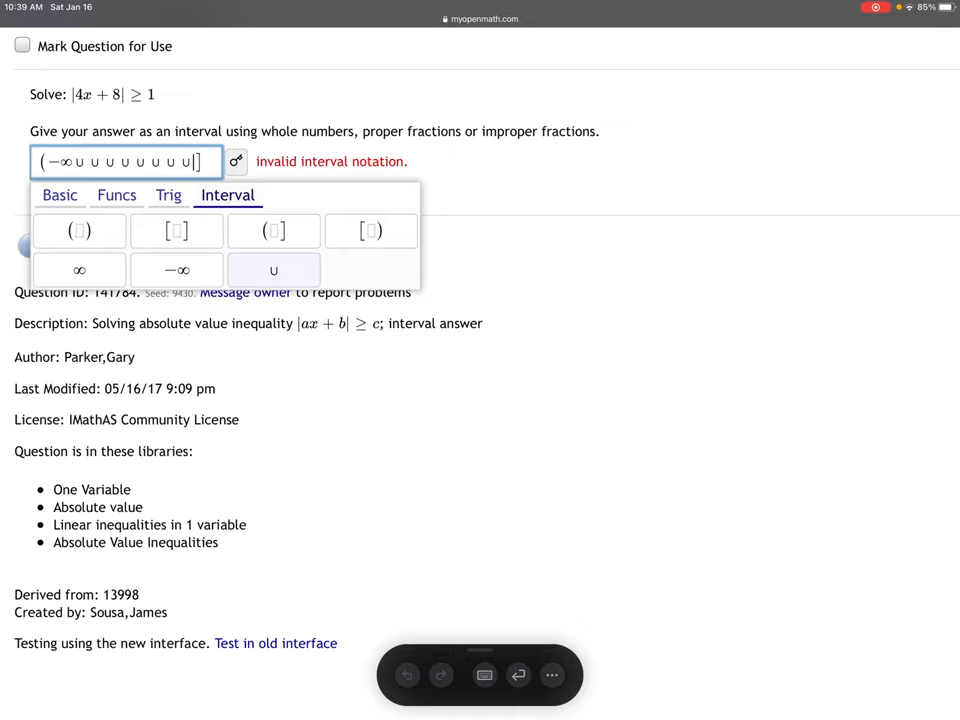 10:39 AM Sat Jan 16
85%
myopenmath.com
Mark Question for Use
Solve: |4x + 8| ≥ 1
Give your answer as an interval using whole numbers, proper fractions or improper fractions.
(−∞∪ ∪ ∪ ∪ ∪ ∪ ∪ ∪] invalid interval notation.
Basic Funcs Trig Interval
(□) [□] (□] [□)
∞ −∞ ∪
Question ID: 141784. Seed: 9430. Message owner to report problems
Description: Solving absolute value inequality |ax + b| ≥ c; interval answer
Author: Parker,Gary
Last Modified: 05/16/17 9:09 pm
License: IMathAS Community License
Question is in these libraries:
• One Variable
• Absolute value
• Linear inequalities in 1 variable
• Absolute Value Inequalities
Derived from: 13998
Created by: Sousa,James
Testing using the new interface. Test in old interface